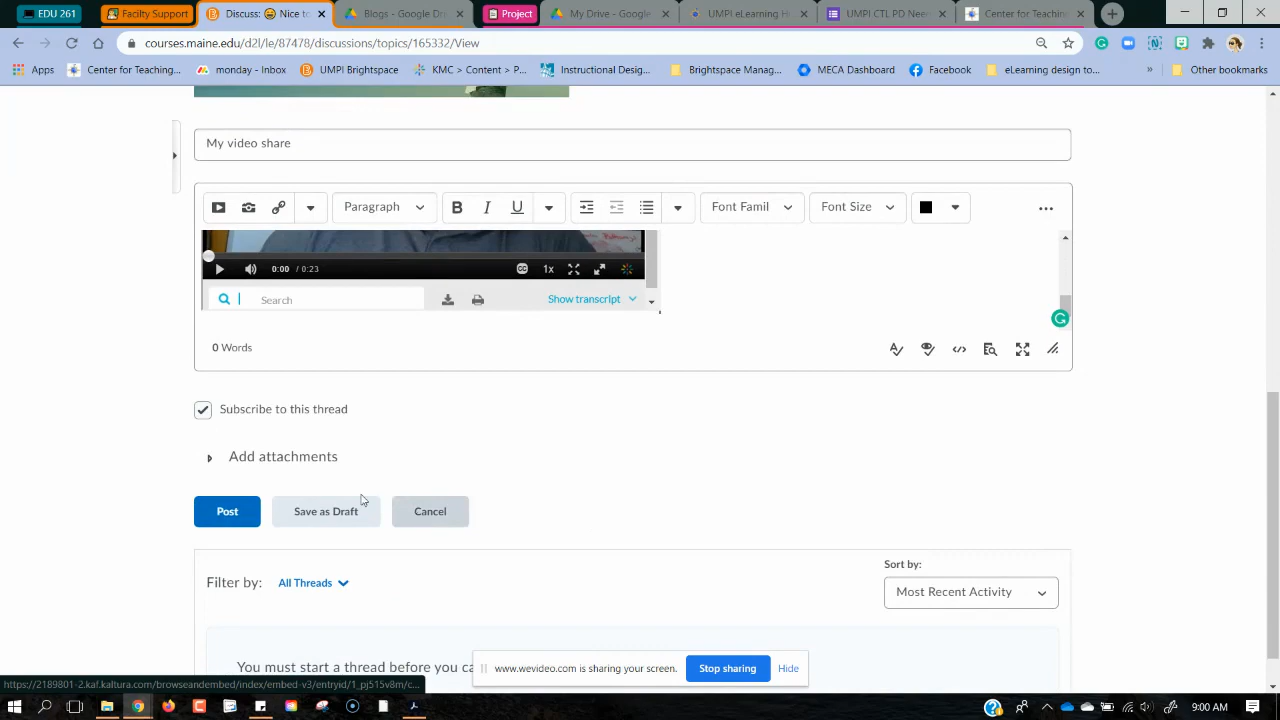 EDU 261
Facilty Support
Discuss: 😀 Nice to
Blogs - Google Dr
Project
My Drive - Google
UMPI eLearning H
UMPI CTL PD Nee
Center for Teaching
courses.maine.edu/d2l/le/87478/discussions/topics/165332/View
Apps
Center for Teaching...
monday - Inbox
UMPI Brightspace
KMC > Content > P...
Instructional Desig...
Brightspace Manag...
MECA Dashboard
Facebook
eLearning design to...
»
Other bookmarks
My video share
Paragraph
B
I
U
Font Famil
Font Size
...
0:00 / 0:23
CC
1x
Search
Show transcript
0 Words
Subscribe to this thread
Add attachments
Post
Save as Draft
Cancel
Sort by:
Filter by: All Threads
Most Recent Activity
You must start a thread before you ca
www.wevideo.com is sharing your screen.
Stop sharing
Hide
https://2189801-2.kaf.kaltura.com/browseandembed/index/embed-v3/entryid/1_pj515v8m/c...
9:00 AM